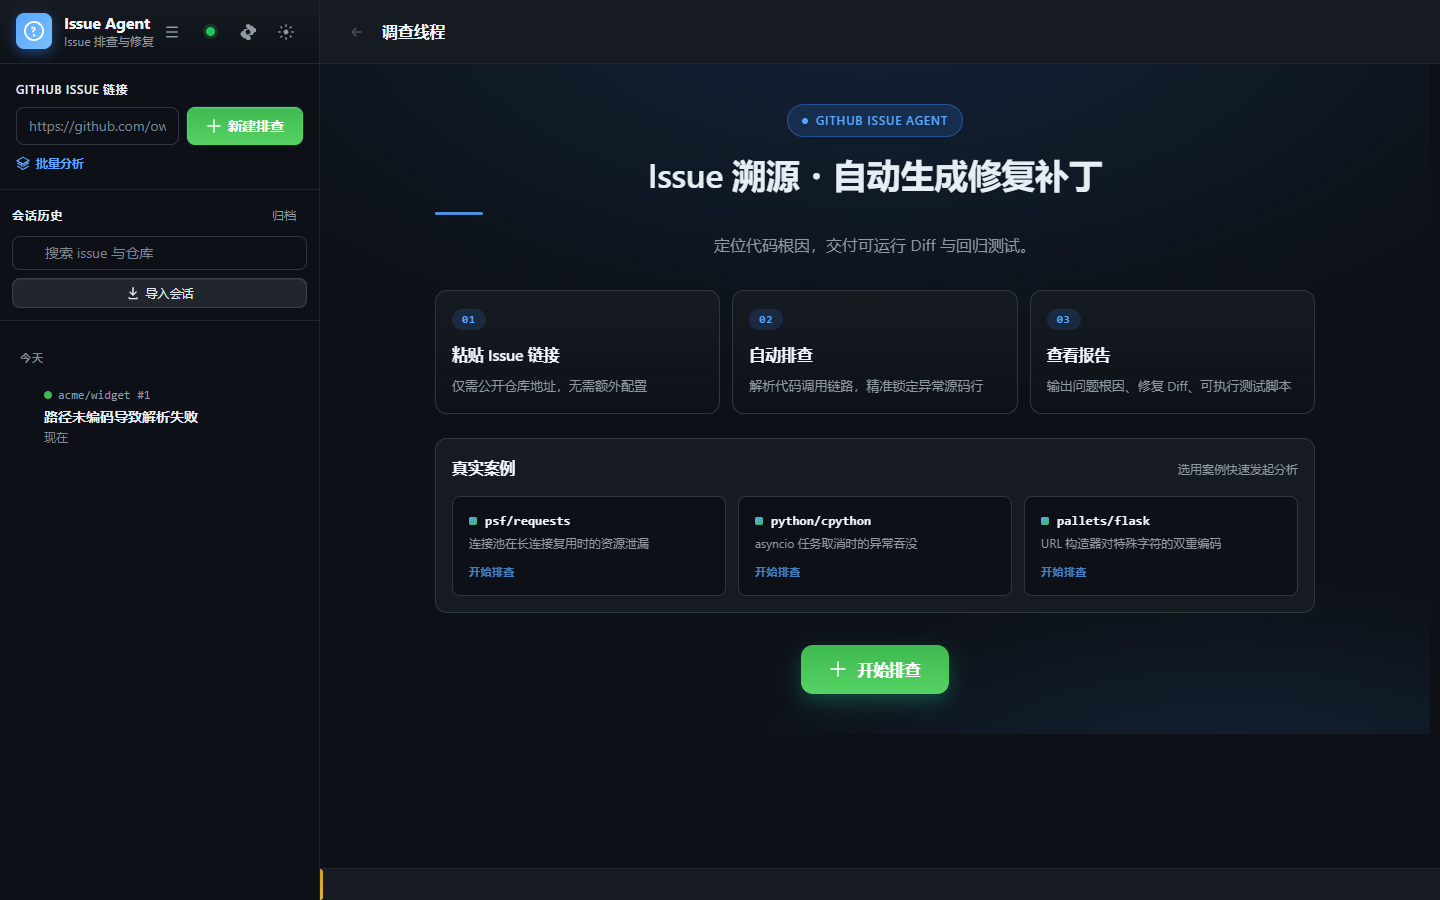 Issue Agent
Issue 排查与修复
GITHUB ISSUE 链接
https://github.com/ow
新建排查
批量分析
会话历史
归档
搜索 issue 与仓库
导入会话
今天
acme/widget #1
路径未编码导致解析失败
现在
调查线程
GITHUB ISSUE AGENT
Issue 溯源 · 自动生成修复补丁
定位代码根因，交付可运行 Diff 与回归测试。
01
粘贴 Issue 链接
仅需公开仓库地址，无需额外配置
02
自动排查
解析代码调用链路，精准锁定异常源码行
03
查看报告
输出问题根因、修复 Diff、可执行测试脚本
真实案例
选用案例快速发起分析
psf/requests
连接池在长连接复用时的资源泄漏
开始排查
python/cpython
asyncio 任务取消时的异常吞没
开始排查
pallets/flask
URL 构造器对特殊字符的双重编码
开始排查
开始排查